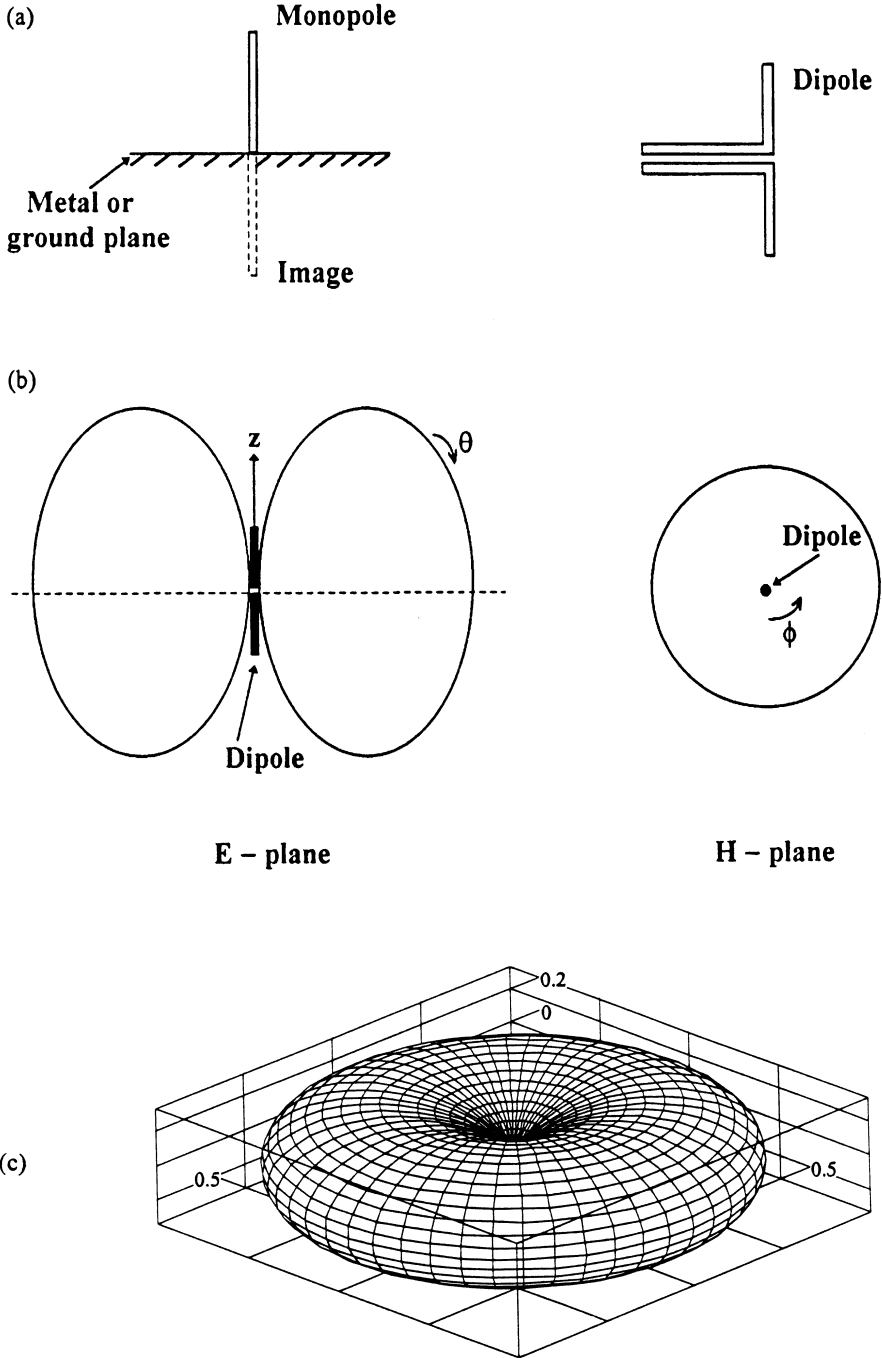 (a)
Monopole
Dipole
Metal or
ground plane
Image
(b)
z
θ
Dipole
Dipole
ϕ
E – plane
H – plane
(c)
0.2
0
0.5
0.5